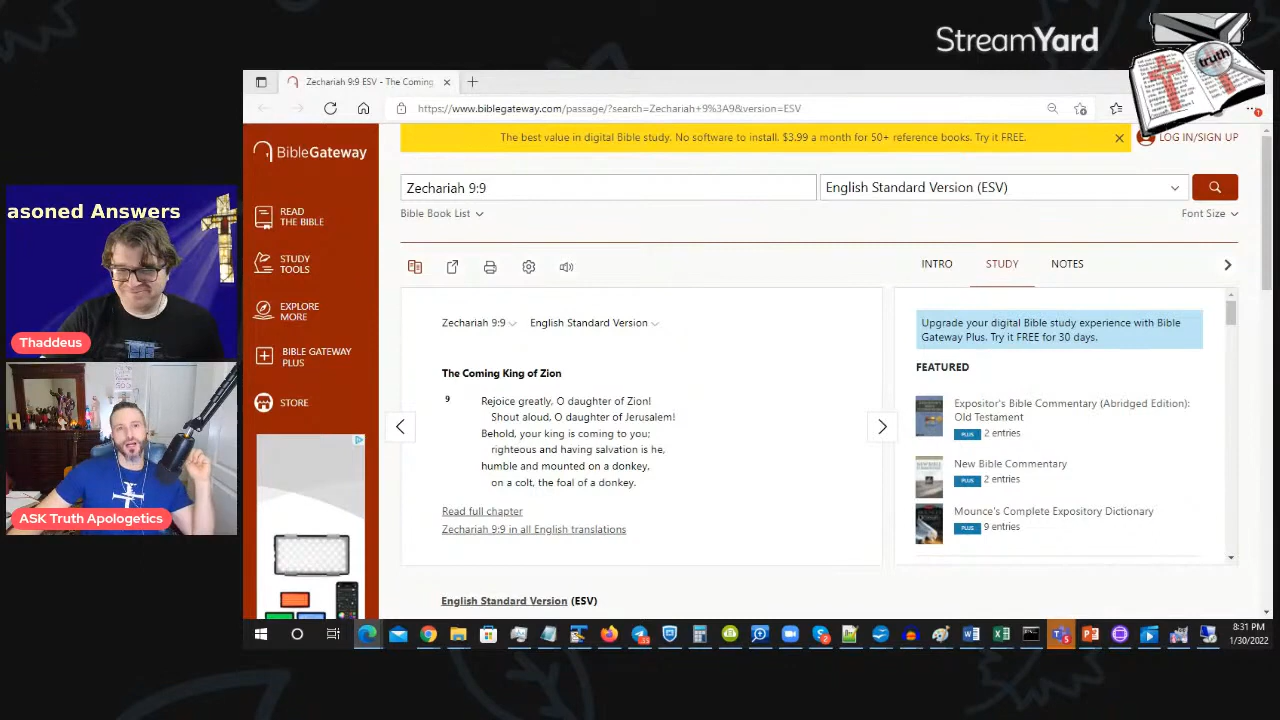 StreamYard
truth
Zechariah 9:9 ESV - The Coming
https://www.biblegateway.com/passage/?search=Zechariah+9%3A9&version=ESV
BibleGateway
The best value in digital Bible study. No software to install. $3.99 a month for 50+ reference books. Try it FREE.
LOG IN/SIGN UP
Zechariah 9:9
English Standard Version (ESV)
Bible Book List
Font Size
READ
THE BIBLE
STUDY
TOOLS
EXPLORE
MORE
BIBLE GATEWAY
PLUS
STORE
INTRO
STUDY
NOTES
Zechariah 9:9
English Standard Version
The Coming King of Zion
9 Rejoice greatly, O daughter of Zion!
Shout aloud, O daughter of Jerusalem!
Behold, your king is coming to you;
righteous and having salvation is he,
humble and mounted on a donkey,
on a colt, the foal of a donkey.
Read full chapter
Zechariah 9:9 in all English translations
English Standard Version (ESV)
Upgrade your digital Bible study experience with Bible
Gateway Plus. Try it FREE for 30 days.
FEATURED
Expositor's Bible Commentary (Abridged Edition):
Old Testament
PLUS 2 entries
New Bible Commentary
PLUS 2 entries
Mounce's Complete Expository Dictionary
PLUS 9 entries
asoned Answers
Thaddeus
ASK Truth Apologetics
8:31 PM
1/30/2022